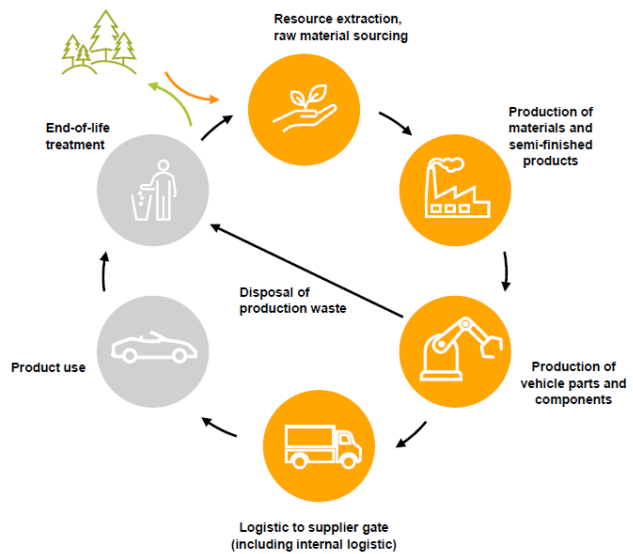 Resource extraction,
raw material sourcing
Production of
materials and
semi-finished
products
End-of-life
treatment
Disposal of
production waste
Product use
Production of
vehicle parts and
components
Logistic to supplier gate
(including internal logistic)